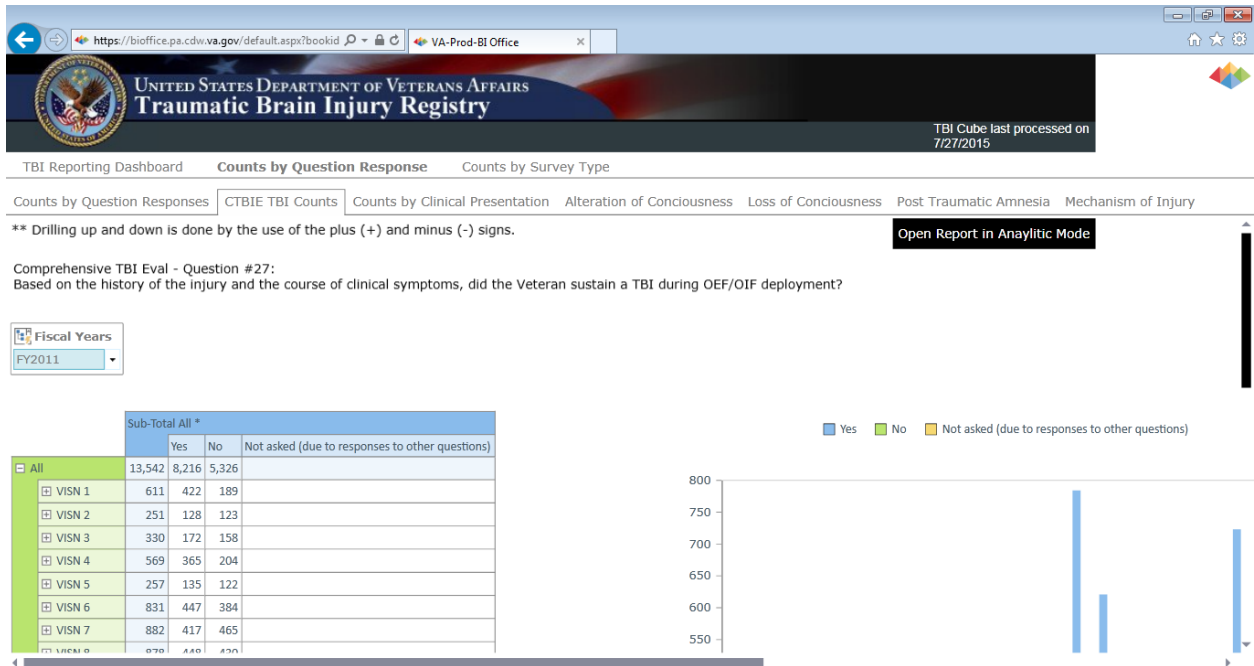 https://bioffice.pa.cdw.va.gov/default.aspx?bookid
VA-Prod-BI Office
UNITED STATES DEPARTMENT OF VETERANS AFFAIRS
Traumatic Brain Injury Registry
TBI Cube last processed on
7/27/2015
TBI Reporting Dashboard Counts by Question Response Counts by Survey Type
Counts by Question Responses CTBIE TBI Counts Counts by Clinical Presentation Alteration of Conciousness Loss of Conciousness Post Traumatic Amnesia Mechanism of Injury
** Drilling up and down is done by the use of the plus (+) and minus (-) signs.
Open Report in Anaylitic Mode
Comprehensive TBI Eval - Question #27:
Based on the history of the injury and the course of clinical symptoms, did the Veteran sustain a TBI during OEF/OIF deployment?
Fiscal Years
FY2011
Sub-Total All *
Yes No Not asked (due to responses to other questions)
All 13,542 8,216 5,326
VISN 1 611 422 189
VISN 2 251 128 123
VISN 3 330 172 158
VISN 4 569 365 204
VISN 5 257 135 122
VISN 6 831 447 384
VISN 7 882 417 465
Yes No Not asked (due to responses to other questions)
800
750
700
650
600
550